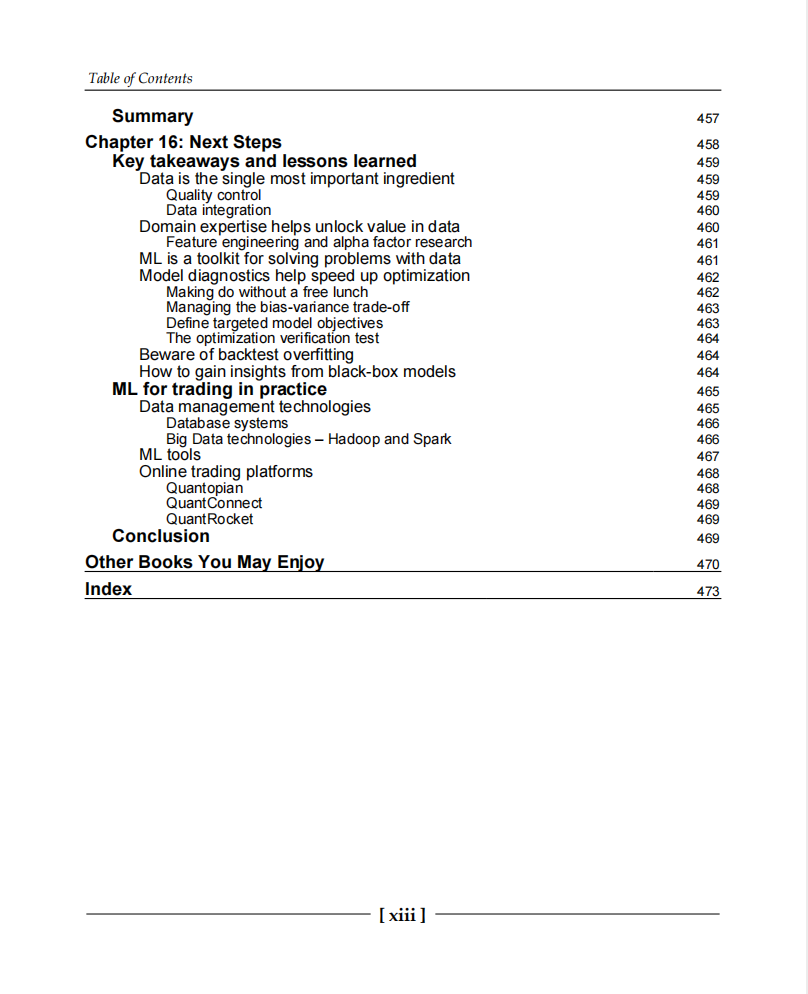 Table of Contents
Summary 457
Chapter 16: Next Steps 458
Key takeaways and lessons learned 459
Data is the single most important ingredient 459
Quality control 459
Data integration 460
Domain expertise helps unlock value in data 460
Feature engineering and alpha factor research 461
ML is a toolkit for solving problems with data 461
Model diagnostics help speed up optimization 462
Making do without a free lunch 462
Managing the bias-variance trade-off 463
Define targeted model objectives 463
The optimization verification test 464
Beware of backtest overfitting 464
How to gain insights from black-box models 464
ML for trading in practice 465
Data management technologies 465
Database systems 466
Big Data technologies – Hadoop and Spark 466
ML tools 467
Online trading platforms 468
Quantopian 468
QuantConnect 469
QuantRocket 469
Conclusion 469
Other Books You May Enjoy 470
Index 473
[ xiii ]